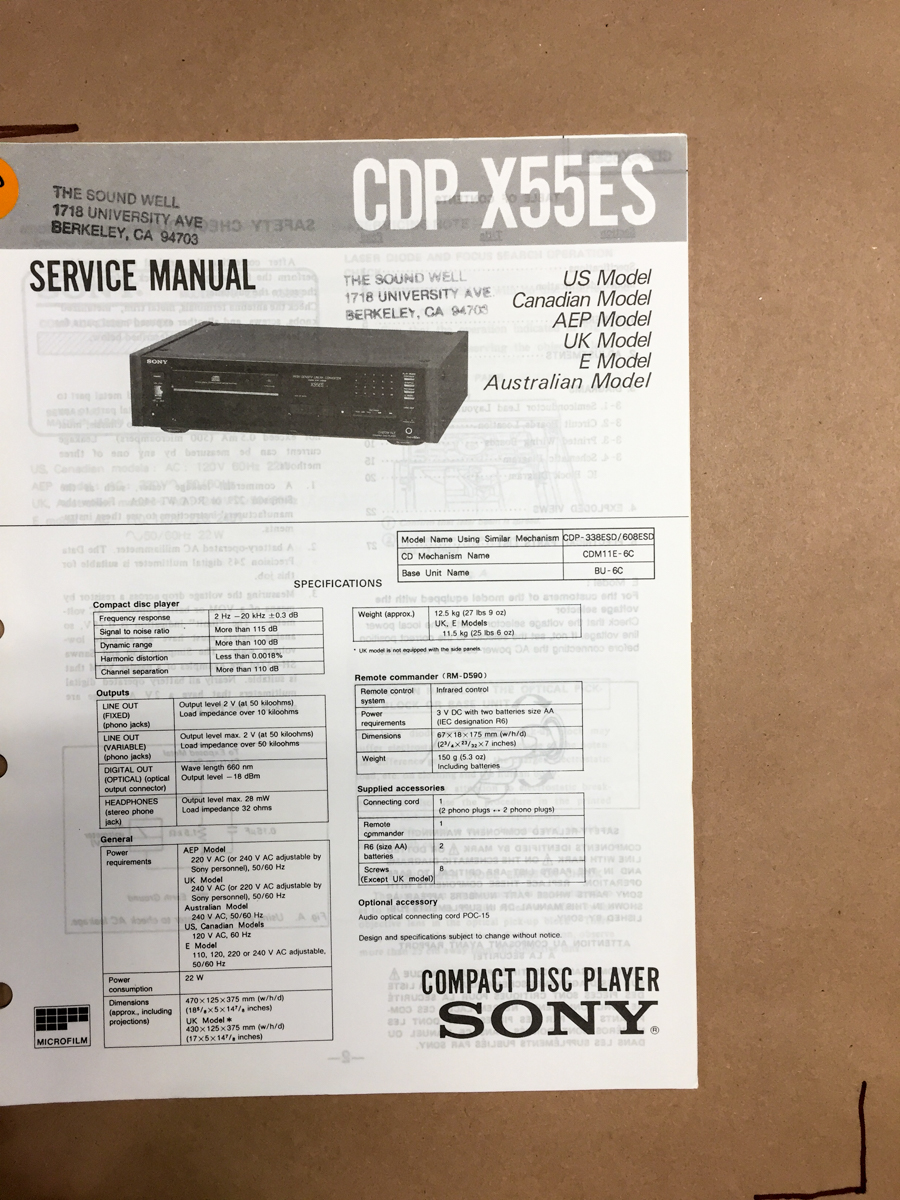 CDP-X55ES
THE SOUND WELL
1718 UNIVERSITY AVE
BERKELEY, CA 94703
SERVICE MANUAL
THE SOUND WELL
1718 UNIVERSITY AVE
BERKELEY, CA 94703
US Model
Canadian Model
AEP Model
UK Model
E Model
Australian Model
SONY
Model Name Using Similar Mechanism CDP-338ESD/608ESD
CD Mechanism Name CDM11E-6C
Base Unit Name BU-6C
SPECIFICATIONS
Compact disc player
Frequency response 2 Hz – 20 kHz ±0.3 dB
Signal to noise ratio More than 115 dB
Dynamic range More than 100 dB
Harmonic distortion Less than 0.0018%
Channel separation More than 110 dB
Outputs
LINE OUT (FIXED) (phono jacks) Output level 2 V (at 50 kiloohms)
Load impedance over 10 kiloohms
LINE OUT (VARIABLE) (phono jacks) Output level max. 2 V (at 50 kiloohms)
Load impedance over 50 kiloohms
DIGITAL OUT (OPTICAL) (optical output connector) Wave length 660 nm
Output level –18 dBm
HEADPHONES (stereo phone jack) Output level max. 28 mW
Load impedance 32 ohms
General
Power requirements
AEP Model
220 V AC (or 240 V AC adjustable by
Sony personnel), 50/60 Hz
UK Model
240 V AC (or 220 V AC adjustable by
Sony personnel), 50/60 Hz
Australian Model
240 V AC, 50/60 Hz
US, Canadian Models
120 V AC, 60 Hz
E Model
110, 120, 220 or 240 V AC adjustable,
50/60 Hz
Power consumption 22 W
Dimensions (approx., including projections)
470×125×375 mm (w/h/d)
(18⁵/₈×5×14⁷/₈ inches)
UK Model *
430×125×375 mm (w/h/d)
(17×5×14⁷/₈ inches)
Weight (approx.) 12.5 kg (27 lbs 9 oz)
UK, E Models
11.5 kg (25 lbs 6 oz)
* UK model is not equipped with the side panels.
Remote commander (RM-D590)
Remote control system Infrared control
Power requirements 3 V DC with two batteries size AA
(IEC designation R6)
Dimensions 67×18×175 mm (w/h/d)
(2³/₄×²³/₃₂×7 inches)
Weight 150 g (5.3 oz)
Including batteries
Supplied accessories
Connecting cord 1
(2 phono plugs ↔ 2 phono plugs)
Remote commander 1
R6 (size AA) batteries 2
Screws (Except UK model) 8
Optional accessory
Audio optical connecting cord POC-15
Design and specifications subject to change without notice.
MICROFILM
COMPACT DISC PLAYER
SONY®